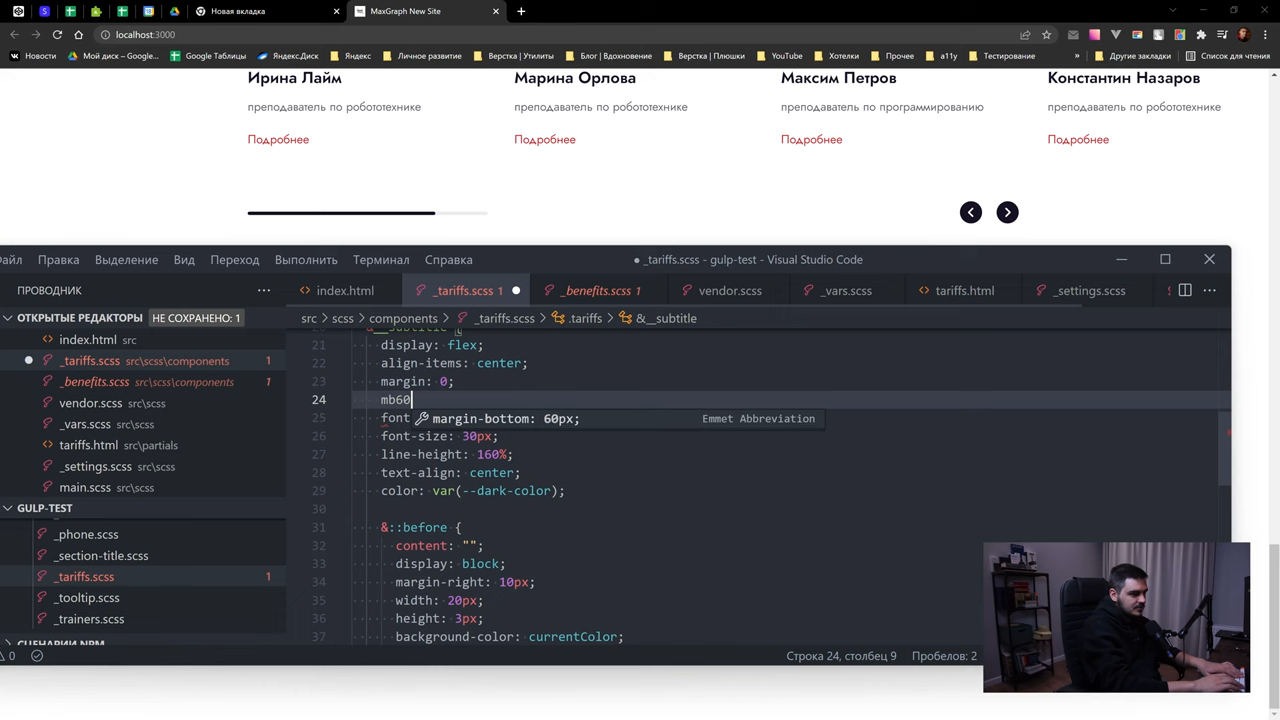 Новая вкладка
MaxGraph New Site
localhost:3000
Новости
Мой диск – Google...
Google Таблицы
Яндекс.Диск
Яндекс
Личное развитие
Верстка | Утилиты
Блог | Вдохновение
Верстка | Плюшки
YouTube
Хотелки
Прочее
a11y
Тестирование
»
Другие закладки
Список для чтения
Ирина Лайм
Марина Орлова
Максим Петров
Константин Назаров
преподаватель по робототехнике
преподаватель по робототехнике
преподаватель по программированию
преподаватель по робототехнике
Подробнее
Подробнее
Подробнее
Подробнее
айл
Правка
Выделение
Вид
Переход
Выполнить
Терминал
Справка
● _tariffs.scss - gulp-test - Visual Studio Code
ПРОВОДНИК
index.html
_tariffs.scss 1
_benefits.scss 1
vendor.scss
_vars.scss
tariffs.html
_settings.scss
ОТКРЫТЫЕ РЕДАКТОРЫ
НЕ СОХРАНЕНО: 1
src > scss > components > _tariffs.scss > .tariffs > &__subtitle
index.html src
_tariffs.scss src\scss\components 1
_benefits.scss src\scss\components 1
vendor.scss src\scss
_vars.scss src\scss
tariffs.html src\partials
_settings.scss src\scss
main.scss src\scss
GULP-TEST
_phone.scss
_section-title.scss
_tariffs.scss 1
_tooltip.scss
_trainers.scss
СЦЕНАРИИ NPM
20 &__subtitle {
21 display: flex;
22 align-items: center;
23 margin: 0;
24 mb60
25 font
margin-bottom: 60px; Emmet Abbreviation
26 font-size: 30px;
27 line-height: 160%;
28 text-align: center;
29 color: var(--dark-color);
30
31 &::before {
32 content: "";
33 display: block;
34 margin-right: 10px;
35 width: 20px;
36 height: 3px;
37 background-color: currentColor;
0
Строка 24, столбец 9
Пробелов: 2